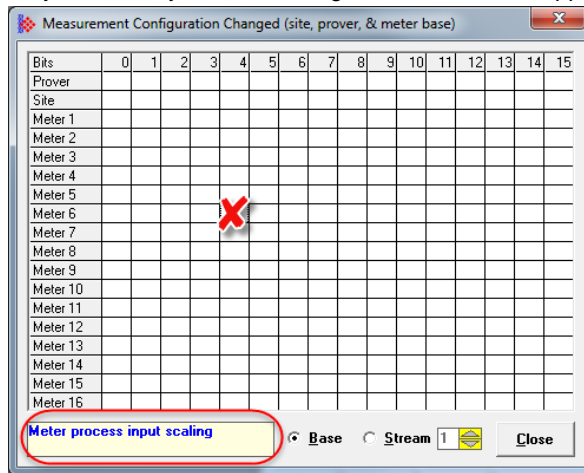 Measurement Configuration Changed (site, prover, & meter base)
Bits 0 1 2 3 4 5 6 7 8 9 10 11 12 13 14 15
Prover
Site
Meter 1
Meter 2
Meter 3
Meter 4
Meter 5
Meter 6
Meter 7
Meter 8
Meter 9
Meter 10
Meter 11
Meter 12
Meter 13
Meter 14
Meter 15
Meter 16
Meter process input scaling Base Stream 1 Close